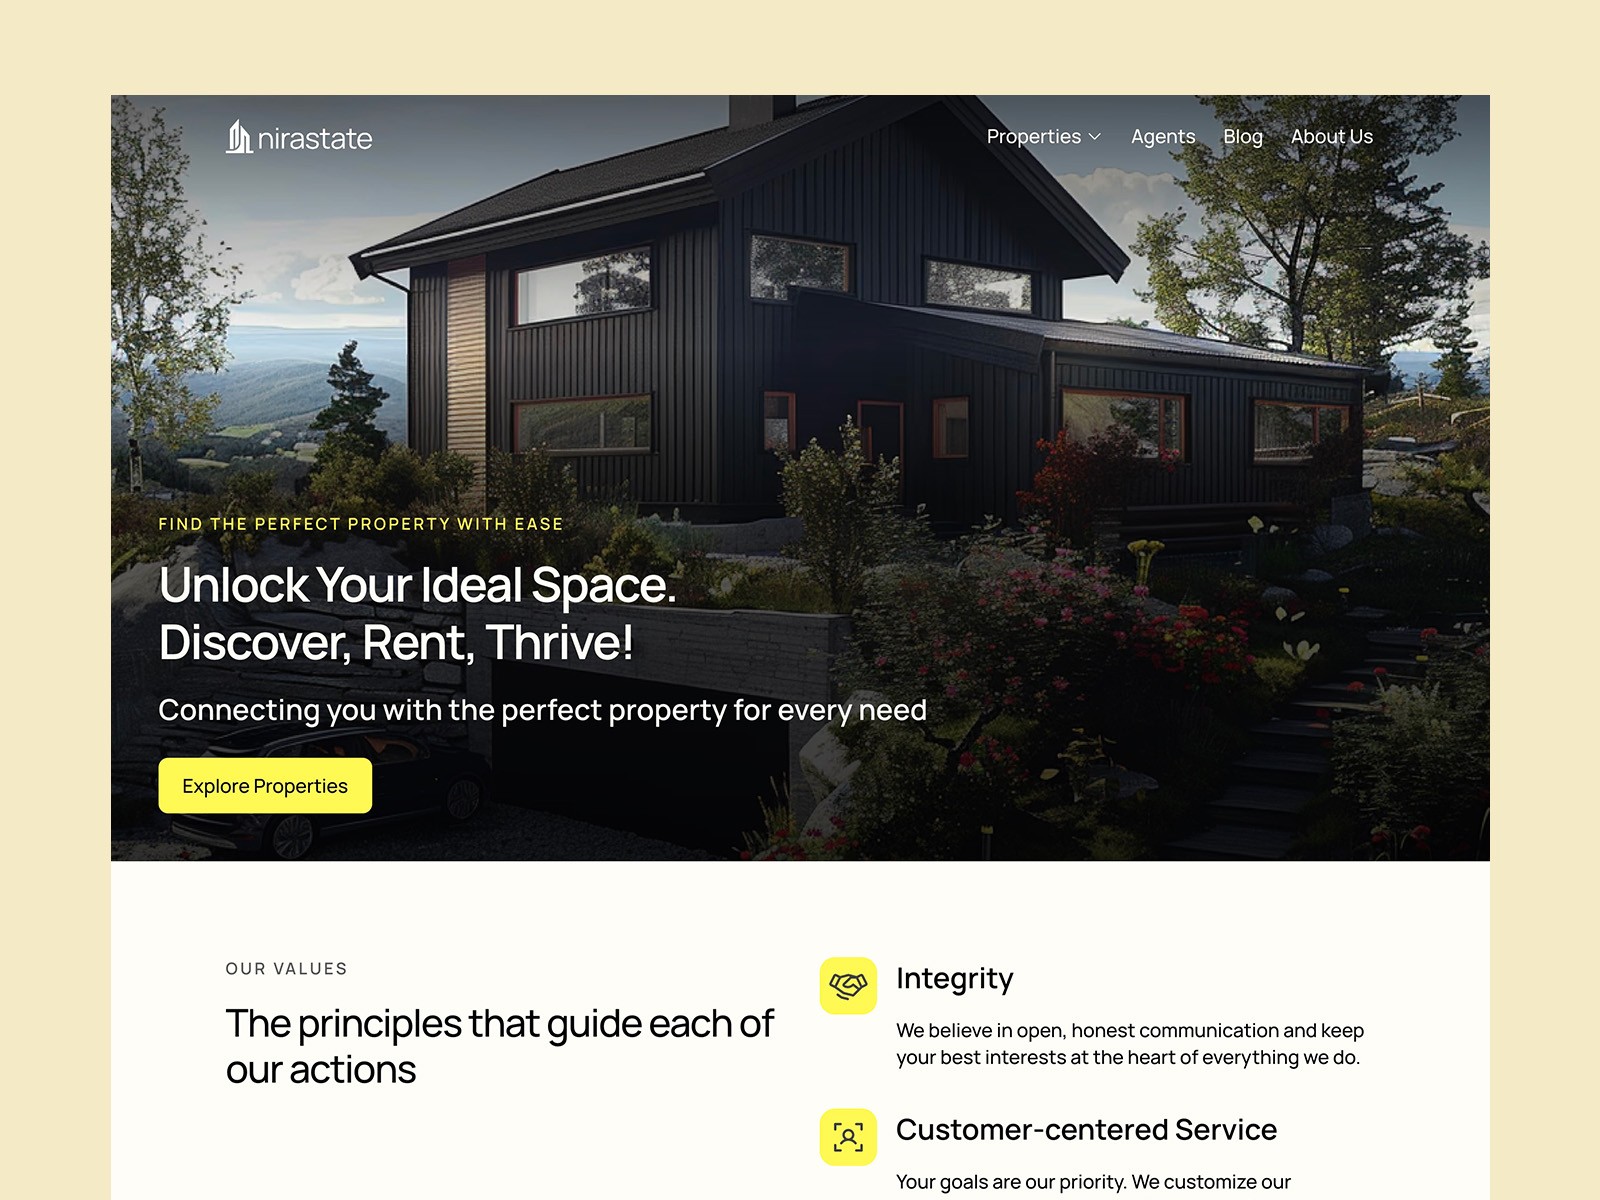 nirastate
Properties
Agents
Blog
About Us
FIND THE PERFECT PROPERTY WITH EASE
Unlock Your Ideal Space.
Discover, Rent, Thrive!
Connecting you with the perfect property for every need
Explore Properties
OUR VALUES
The principles that guide each of
our actions
Integrity
We believe in open, honest communication and keep
your best interests at the heart of everything we do.
Customer-centered Service
Your goals are our priority. We customize our